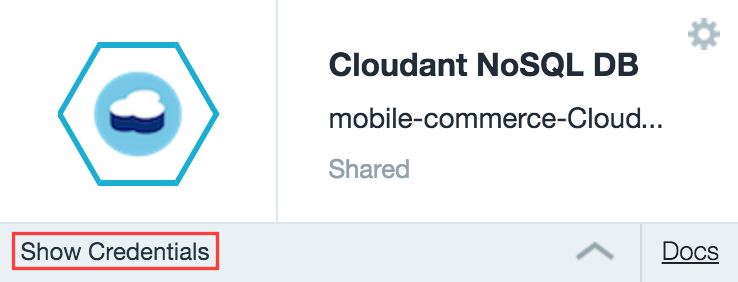 Cloudant NoSQL DB
mobile-commerce-Cloud...
Shared
Show Credentials
Docs